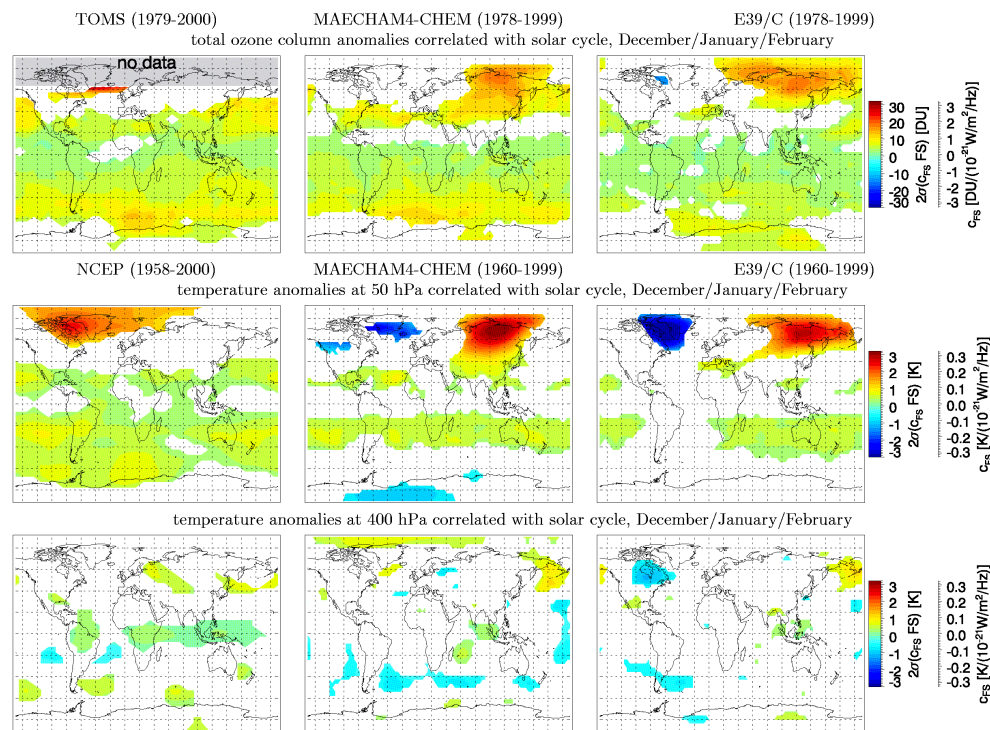 TOMS (1979-2000) MAECHAM4-CHEM (1978-1999) E39/C (1978-1999)
total ozone column anomalies correlated with solar cycle, December/January/February
no data
30 20 10 0 -10 -20 -30
2σ(cFS FS) [DU]
3 2 1 0 -1 -2 -3
cFS [DU/(10-21W/m2/Hz)]
NCEP (1958-2000) MAECHAM4-CHEM (1960-1999) E39/C (1960-1999)
temperature anomalies at 50 hPa correlated with solar cycle, December/January/February
3 2 1 0 -1 -2 -3
2σ(cFS FS) [K]
0.3 0.2 0.1 0.0 -0.1 -0.2 -0.3
cFS [K/(10-21W/m2/Hz)]
temperature anomalies at 400 hPa correlated with solar cycle, December/January/February
3 2 1 0 -1 -2 -3
2σ(cFS FS) [K]
0.3 0.2 0.1 0.0 -0.1 -0.2 -0.3
cFS [K/(10-21W/m2/Hz)]